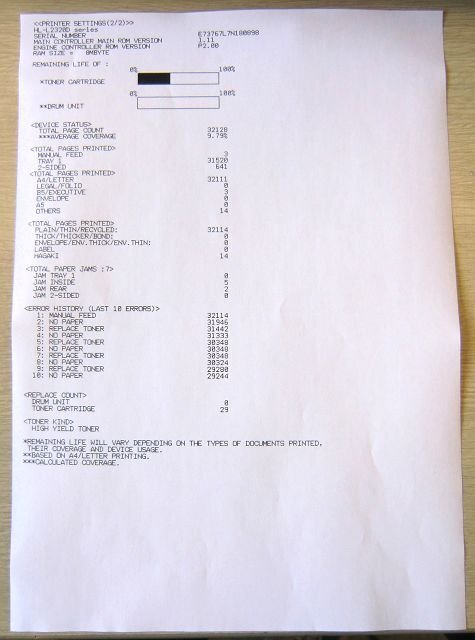 <<PRINTER SETTINGS(2/2)>>
HL-L2320D series
SERIAL NUMBER E73767L7N180898
MAIN CONTROLLER MAIN ROM VERSION 1.11
ENGINE CONTROLLER ROM VERSION P2.00
RAM SIZE = 8MBYTE
REMAINING LIFE OF :
0% 100%
*TONER CARTRIDGE
0% 100%
**DRUM UNIT
<DEVICE STATUS>
TOTAL PAGE COUNT 32128
***AVERAGE COVERAGE 9.79%
<TOTAL PAGES PRINTED>
MANUAL FEED 3
TRAY 1 31520
2-SIDED 641
<TOTAL PAGES PRINTED>
A4/LETTER 32111
LEGAL/FOLIO 0
B5/EXECUTIVE 3
ENVELOPE 0
A5 0
OTHERS 14
<TOTAL PAGES PRINTED>
PLAIN/THIN/RECYCLED: 32114
THICK/THICKER/BOND: 0
ENVELOPE/ENV.THICK/ENV.THIN: 0
LABEL 0
HAGAKI 14
<TOTAL PAPER JAMS :7>
JAM TRAY 1 0
JAM INSIDE 5
JAM REAR 2
JAM 2-SIDED 0
<ERROR HISTORY (LAST 10 ERRORS)>
1: MANUAL FEED 32114
2: NO PAPER 31946
3: REPLACE TONER 31442
4: NO PAPER 31333
5: REPLACE TONER 30348
6: NO PAPER 30348
7: REPLACE TONER 30348
8: NO PAPER 30324
9: REPLACE TONER 29280
10: NO PAPER 29244
<REPLACE COUNT>
DRUM UNIT 0
TONER CARTRIDGE 29
<TONER KIND>
HIGH YIELD TONER
*REMAINING LIFE WILL VARY DEPENDING ON THE TYPES OF DOCUMENTS PRINTED,
THEIR COVERAGE AND DEVICE USAGE.
**BASED ON A4/LETTER PRINTING.
***CALCULATED COVERAGE.